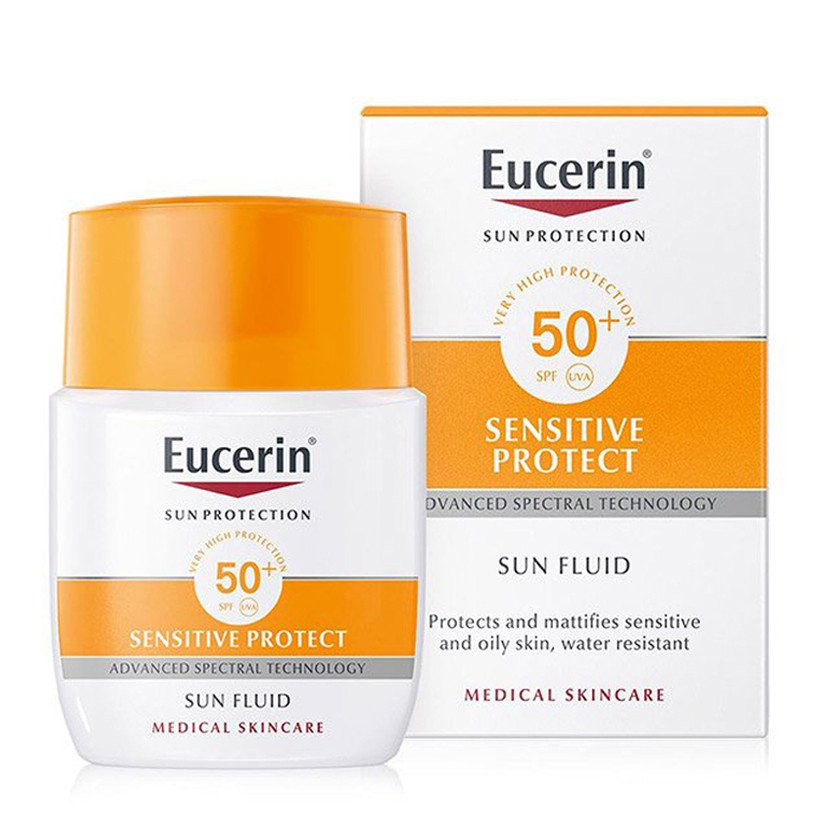 Eucerin®
SUN PROTECTION
VERY HIGH PROTECTION
50+
SPF UVA
SENSITIVE PROTECT
ADVANCED SPECTRAL TECHNOLOGY
SUN FLUID
MEDICAL SKINCARE
Eucerin®
SUN PROTECTION
VERY HIGH PROTECTION
50+
SPF UVA
SENSITIVE
PROTECT
DVANCED SPECTRAL TECHNOLOGY
SUN FLUID
Protects and mattifies sensitive
and oily skin, water resistant
MEDICAL SKINCARE